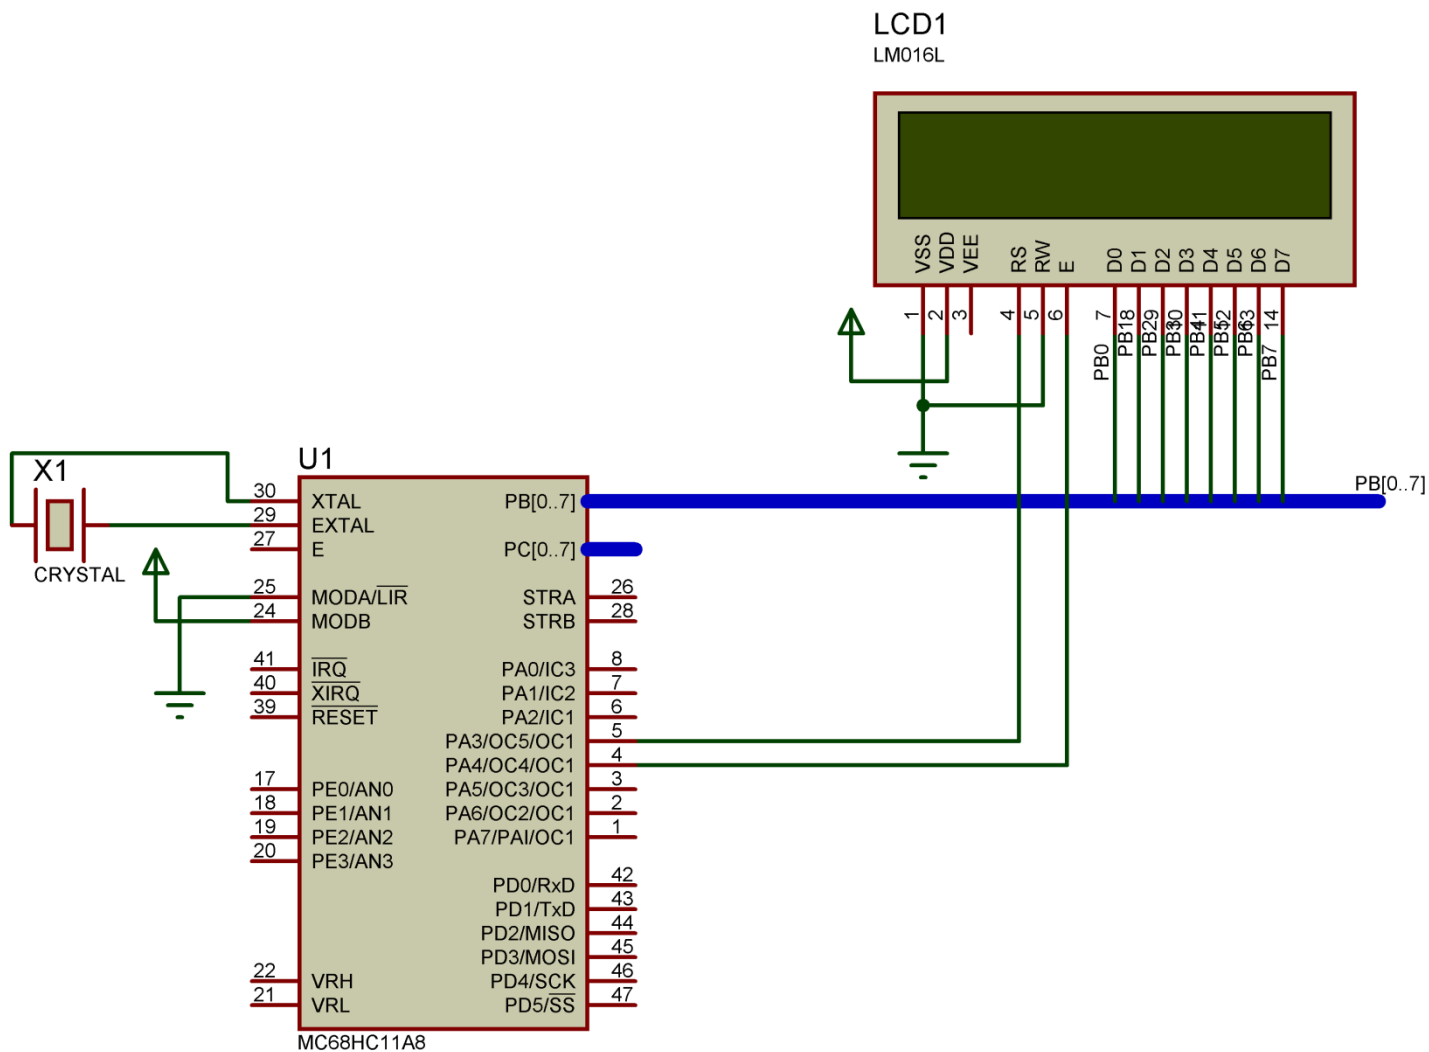 LCD1
LM016L
VSS
VDD
VEE
RS
RW
E
D0
D1
D2
D3
D4
D5
D6
D7
1
2
3
4
5
6
7
PB18
PB29
14
PB0
PB7
PB[0..7]
X1
CRYSTAL
U1
30 XTAL PB[0..7]
29 EXTAL
27 E PC[0..7]
25 MODA/LIR STRA 26
24 MODB STRB 28
41 IRQ PA0/IC3 8
40 XIRQ PA1/IC2 7
39 RESET PA2/IC1 6
PA3/OC5/OC1 5
PA4/OC4/OC1 4
17 PE0/AN0 PA5/OC3/OC1 3
18 PE1/AN1 PA6/OC2/OC1 2
19 PE2/AN2 PA7/PAI/OC1 1
20 PE3/AN3
PD0/RxD 42
PD1/TxD 43
PD2/MISO 44
PD3/MOSI 45
22 VRH PD4/SCK 46
21 VRL PD5/SS 47
MC68HC11A8